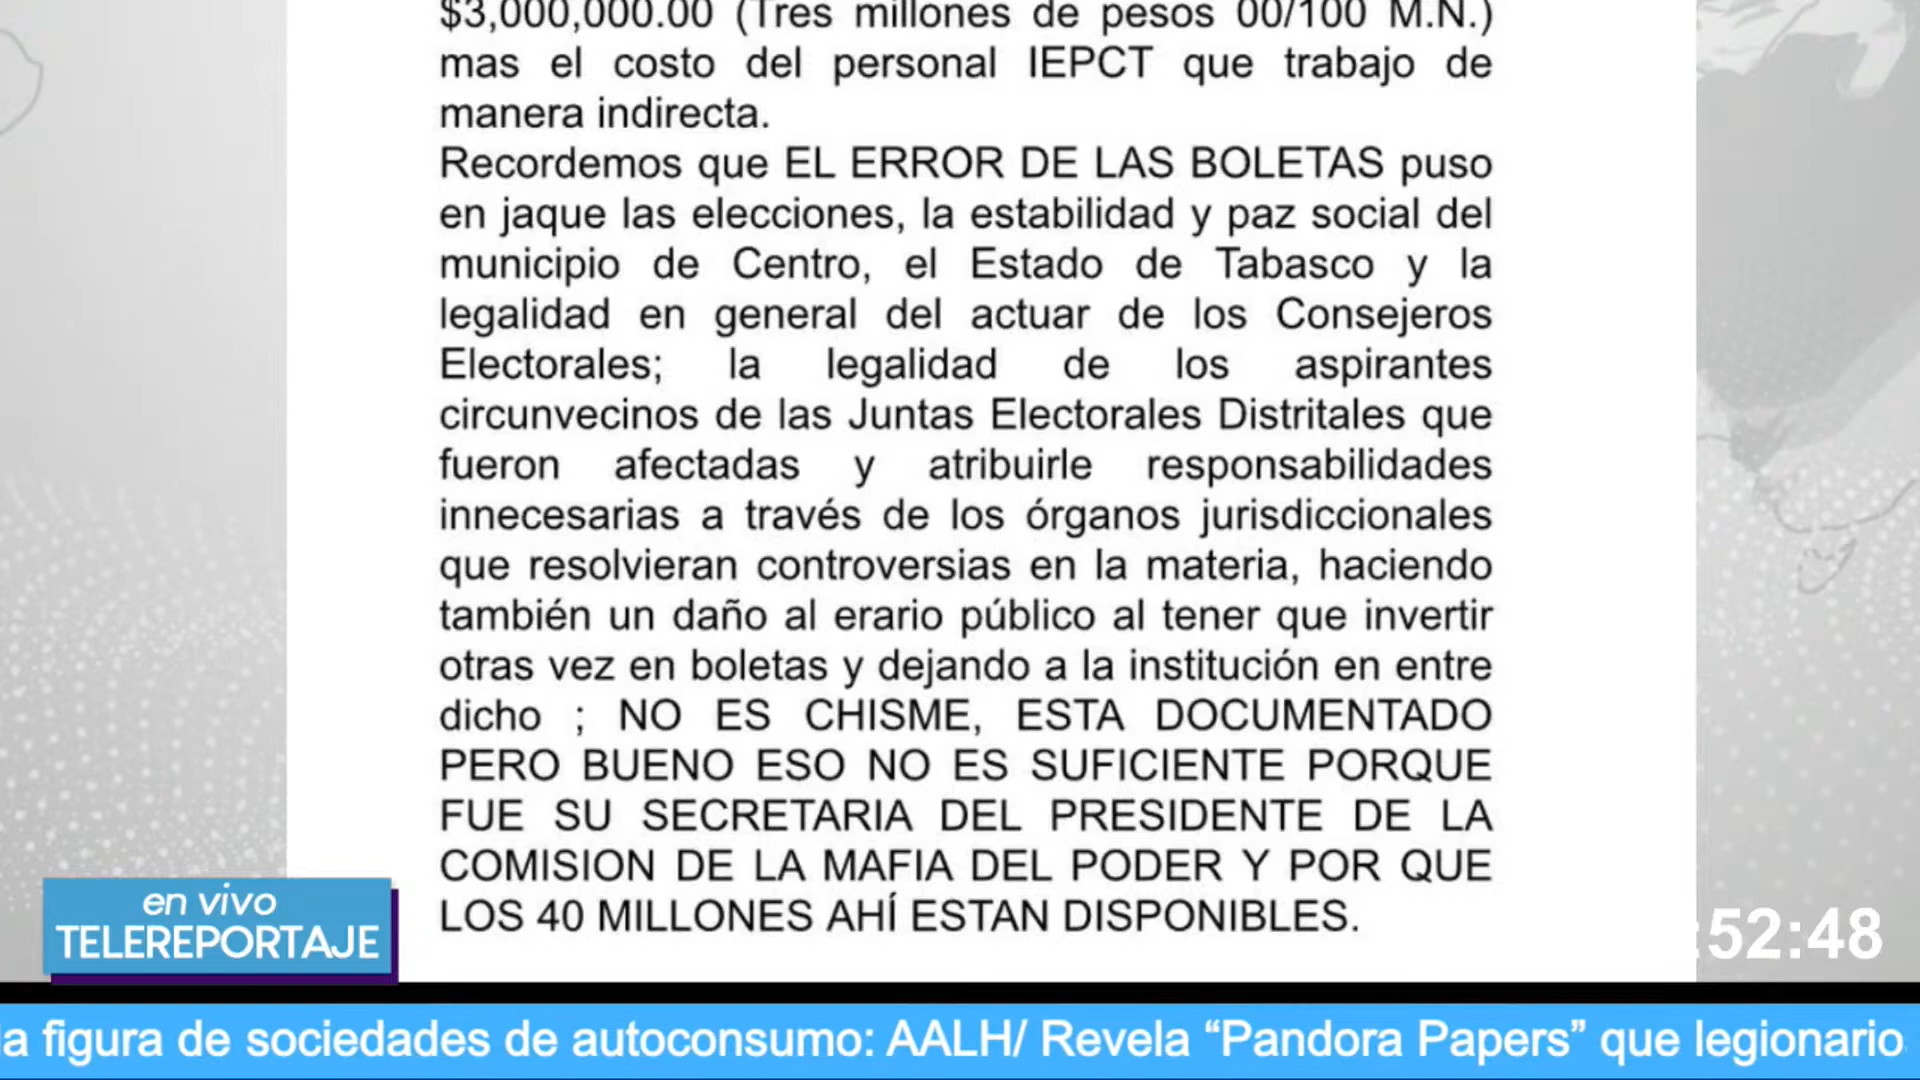 $3,000,000.00 (Tres millones de pesos 00/100 M.N.)
mas el costo del personal IEPCT que trabajo de
manera indirecta.
Recordemos que EL ERROR DE LAS BOLETAS puso
en jaque las elecciones, la estabilidad y paz social del
municipio de Centro, el Estado de Tabasco y la
legalidad en general del actuar de los Consejeros
Electorales; la legalidad de los aspirantes
circunvecinos de las Juntas Electorales Distritales que
fueron afectadas y atribuirle responsabilidades
innecesarias a través de los órganos jurisdiccionales
que resolvieran controversias en la materia, haciendo
también un daño al erario público al tener que invertir
otras vez en boletas y dejando a la institución en entre
dicho ; NO ES CHISME, ESTA DOCUMENTADO
PERO BUENO ESO NO ES SUFICIENTE PORQUE
FUE SU SECRETARIA DEL PRESIDENTE DE LA
COMISION DE LA MAFIA DEL PODER Y POR QUE
LOS 40 MILLONES AHÍ ESTAN DISPONIBLES.
en vivo
TELEREPORTAJE
:52:48
la figura de sociedades de autoconsumo: AALH/ Revela “Pandora Papers” que legionario